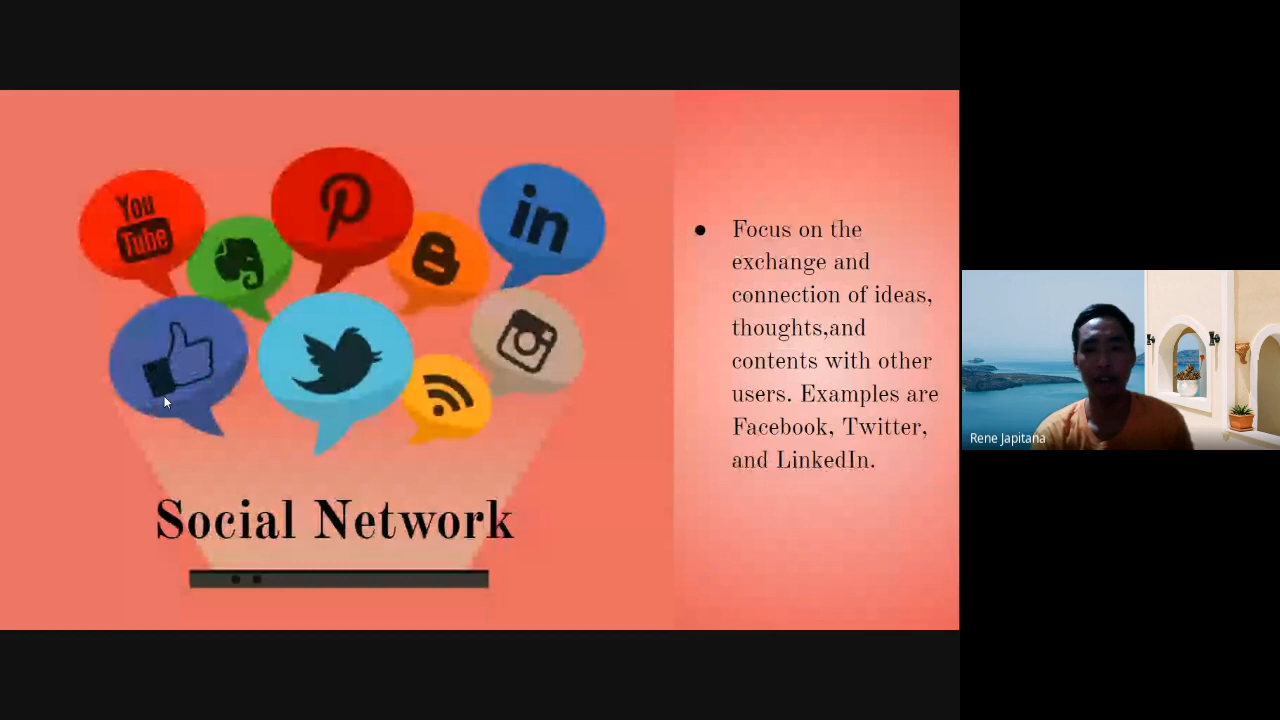 You
Tube
in
Social Network
● Focus on the
exchange and
connection of ideas,
thoughts,and
contents with other
users. Examples are
Facebook, Twitter,
and LinkedIn.
Rene Japitana